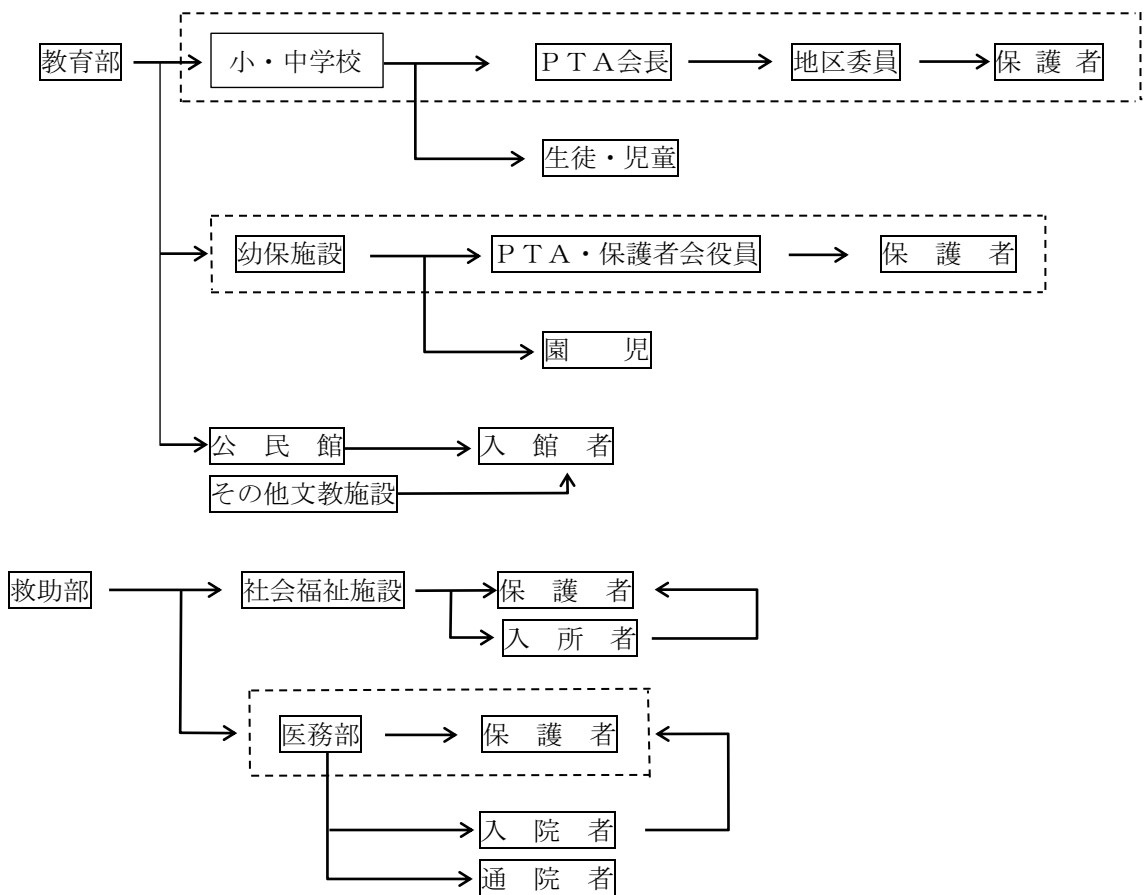 教育部 小・中学校 ＰＴＡ会長 地区委員 保護者
生徒・児童
幼保施設 ＰＴＡ・保護者会役員 保護者
園児
公民館 入館者
その他文教施設
救助部 社会福祉施設 保護者
入所者
医務部 保護者
入院者
通院者